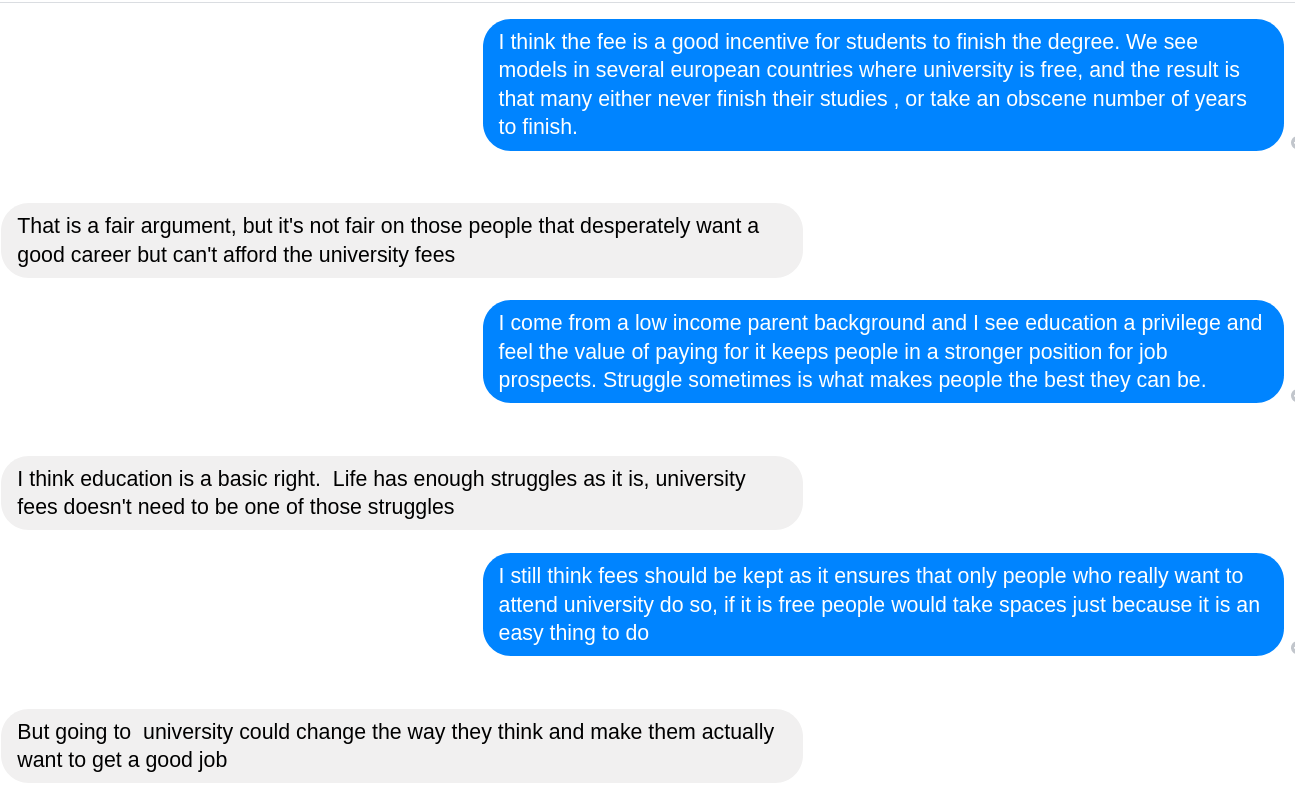 I think the fee is a good incentive for students to finish the degree. We see
models in several european countries where university is free, and the result is
that many either never finish their studies , or take an obscene number of years
to finish.
That is a fair argument, but it's not fair on those people that desperately want a
good career but can't afford the university fees
I come from a low income parent background and I see education a privilege and
feel the value of paying for it keeps people in a stronger position for job
prospects. Struggle sometimes is what makes people the best they can be.
I think education is a basic right.  Life has enough struggles as it is, university
fees doesn't need to be one of those struggles
I still think fees should be kept as it ensures that only people who really want to
attend university do so, if it is free people would take spaces just because it is an
easy thing to do
But going to  university could change the way they think and make them actually
want to get a good job